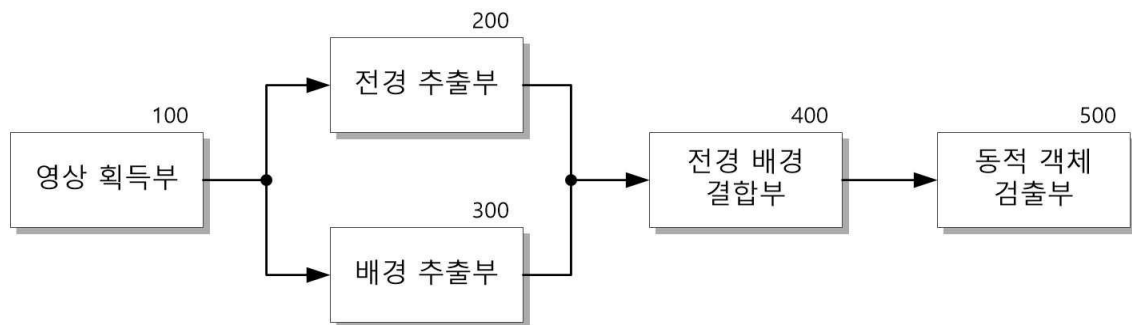 100
영상 획득부
200
전경 추출부
300
배경 추출부
400
전경 배경
결합부
500
동적 객체
검출부